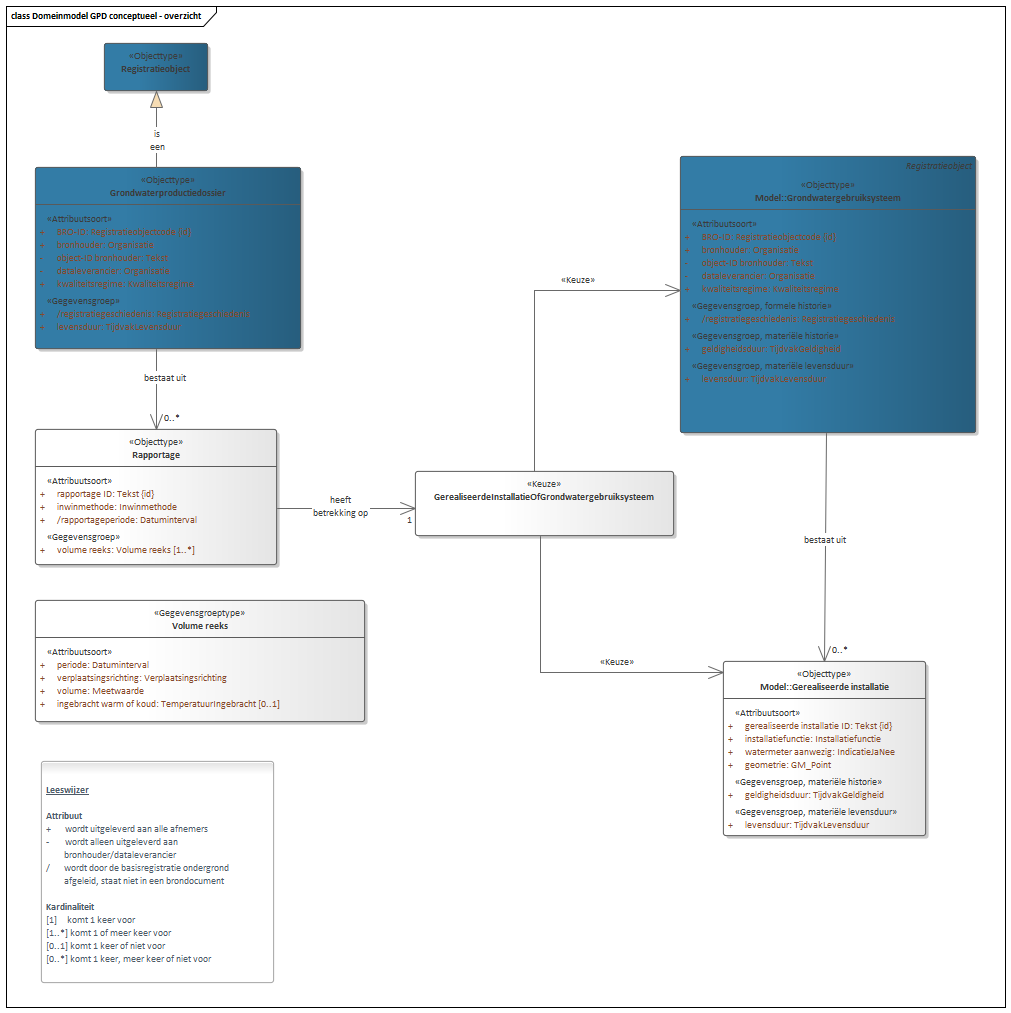 class Domeinmodel GPD conceptueel - overzicht
«Objecttype»
Registratieobject
is
een
«Objecttype»
Grondwaterproductiedossier
«Attribuutsoort»
+ BRO-ID: Registratieobjectcode {id}
+ bronhouder: Organisatie
- object-ID bronhouder: Tekst
- dataleverancier: Organisatie
+ kwaliteitsregime: Kwaliteitsregime
«Gegevensgroep»
+ /registratiegeschiedenis: Registratiegeschiedenis
+ levensduur: TijdvakLevensduur
bestaat uit
0..*
«Objecttype»
Rapportage
«Attribuutsoort»
+ rapportage ID: Tekst {id}
+ inwinmethode: Inwinmethode
+ /rapportageperiode: Datuminterval
«Gegevensgroep»
+ volume reeks: Volume reeks [1..*]
heeft
betrekking op
1
«Keuze»
GerealiseerdeInstallatieOfGrondwatergebruiksysteem
«Keuze»
«Keuze»
Registratieobject
«Objecttype»
Model::Grondwatergebruiksysteem
«Attribuutsoort»
+ BRO-ID: Registratieobjectcode {id}
+ bronhouder: Organisatie
- object-ID bronhouder: Tekst
- dataleverancier: Organisatie
+ kwaliteitsregime: Kwaliteitsregime
«Gegevensgroep, formele historie»
+ /registratiegeschiedenis: Registratiegeschiedenis
«Gegevensgroep, materiële historie»
+ geldigheidsduur: TijdvakGeldigheid
«Gegevensgroep, materiële levensduur»
+ levensduur: TijdvakLevensduur
bestaat uit
0..*
«Objecttype»
Model::Gerealiseerde installatie
«Attribuutsoort»
+ gerealiseerde installatie ID: Tekst {id}
+ installatiefunctie: Installatiefunctie
+ watermeter aanwezig: IndicatieJaNee
+ geometrie: GM_Point
«Gegevensgroep, materiële historie»
+ geldigheidsduur: TijdvakGeldigheid
«Gegevensgroep, materiële levensduur»
+ levensduur: TijdvakLevensduur
«Gegevensgroeptype»
Volume reeks
«Attribuutsoort»
+ periode: Datuminterval
+ verplaatsingsrichting: Verplaatsingsrichting
+ volume: Meetwaarde
+ ingebracht warm of koud: TemperatuurIngebracht [0..1]
Leeswijzer
Attribuut
+ wordt uitgeleverd aan alle afnemers
- wordt alleen uitgeleverd aan
bronhouder/dataleverancier
/ wordt door de basisregistratie ondergrond
afgeleid, staat niet in een brondocument
Kardinaliteit
[1] komt 1 keer voor
[1..*] komt 1 of meer keer voor
[0..1] komt 1 keer of niet voor
[0..*] komt 1 keer, meer keer of niet voor